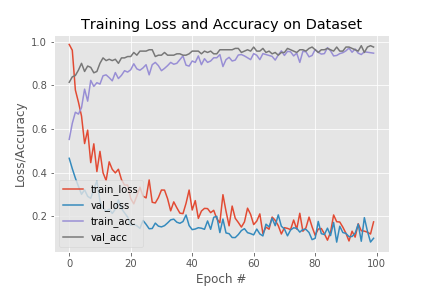 Training Loss and Accuracy on Dataset
1.0
0.8
0.6
0.4
0.2
Loss/Accuracy
train_loss
val_loss
train_acc
val_acc
0 20 40 60 80 100
Epoch #